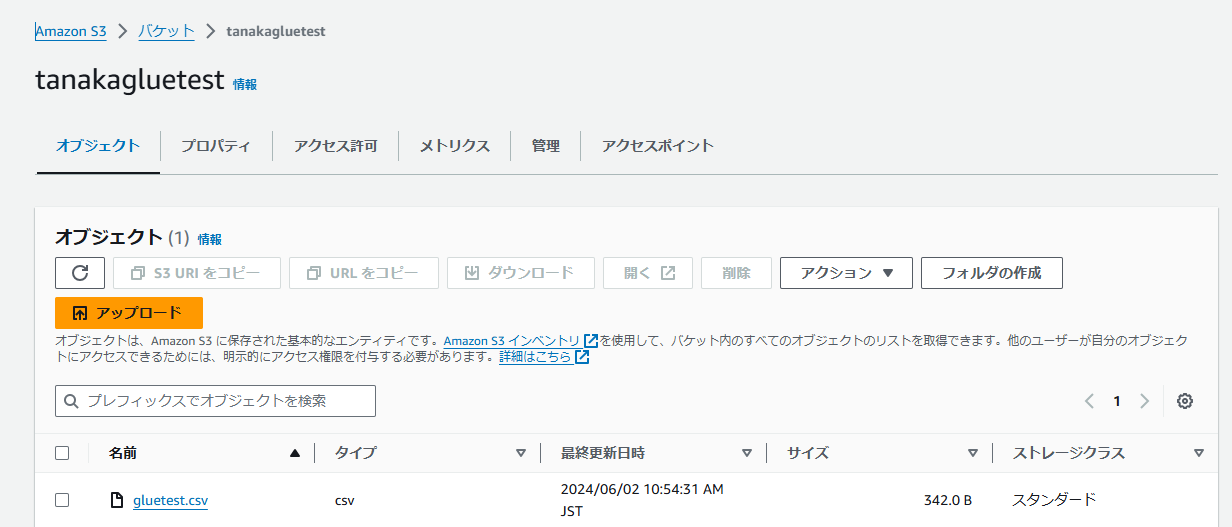 Amazon S3 > バケット > tanakagluetest
tanakagluetest 情報
オブジェクト プロパティ アクセス許可 メトリクス 管理 アクセスポイント
オブジェクト (1) 情報
S3 URI をコピー URL をコピー ダウンロード 開く 削除 アクション ▼ フォルダの作成
アップロード
オブジェクトは、Amazon S3 に保存された基本的なエンティティです。Amazon S3 インベントリ を使用して、バケット内のすべてのオブジェクトのリストを取得できます。他のユーザーが自分のオブジェク
トにアクセスできるためには、明示的にアクセス権限を付与する必要があります。詳細はこちら
プレフィックスでオブジェクトを検索 < 1 >
名前 タイプ 最終更新日時 サイズ ストレージクラス
gluetest.csv csv 2024/06/02 10:54:31 AM 342.0 B スタンダード
JST